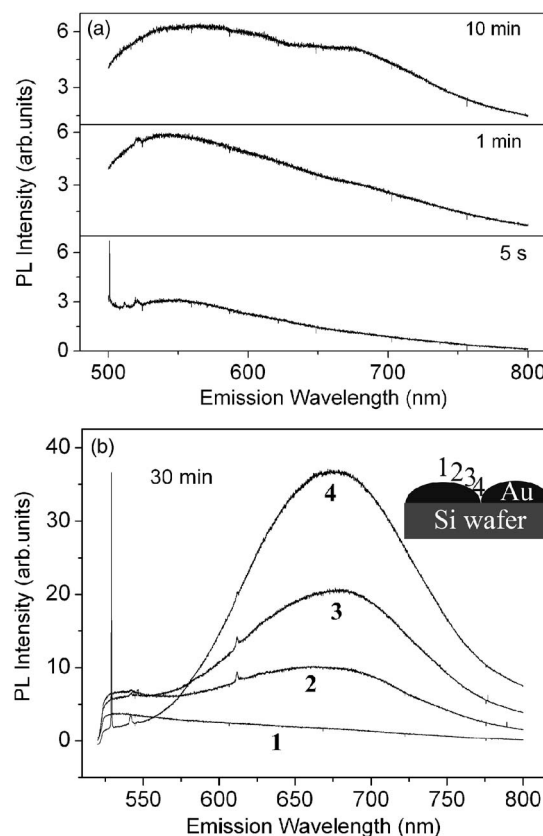 (a)
10 min
6
3
1 min
6
3
5 s
6
3
0
PL Intensity (arb.units)
500 600 700 800
Emission Wavelength (nm)
(b)
30 min
40
30
20
10
0
PL Intensity (arb.units)
1 2 3 4
Au
Si wafer
4
3
2
1
550 600 650 700 750 800
Emission Wavelength (nm)